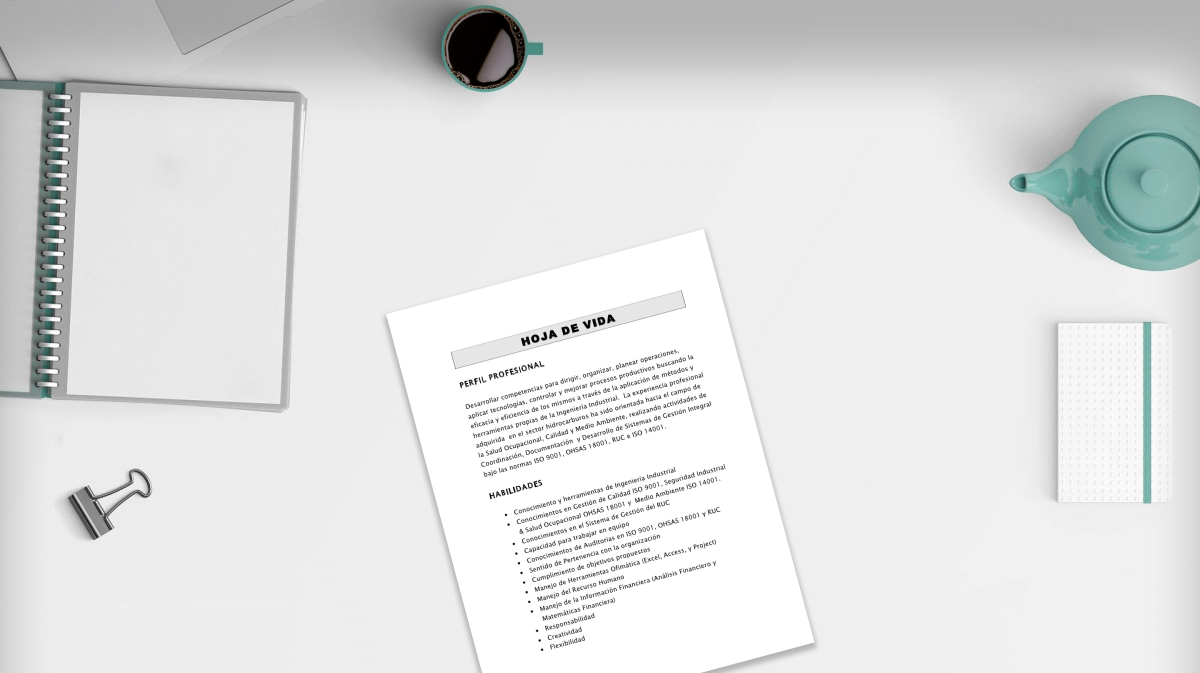 HOJA DE VIDA
PERFIL PROFESIONAL
Desarrollar competencias para dirigir, organizar, planear operaciones,
aplicar tecnologías, controlar y mejorar procesos productivos buscando la
eficacia y eficiencia de los mismos a través de la aplicación de métodos y
herramientas propias de la Ingeniería Industrial. La experiencia profesional
adquirida en el sector hidrocarburos ha sido orientada hacia el campo de
la Salud Ocupacional, Calidad y Medio Ambiente, realizando actividades de
Coordinación, Documentación y Desarrollo de Sistemas de Gestión Integral
bajo las normas ISO 9001, OHSAS 18001, RUC e ISO 14001.
HABILIDADES
• Conocimiento y herramientas de Ingeniería Industrial
• Conocimientos en Gestión de Calidad ISO 9001, Seguridad Industrial
& Salud Ocupacional OHSAS 18001 y Medio Ambiente ISO 14001.
• Conocimientos en el Sistema de Gestión del RUC
• Capacidad para trabajar en equipo
• Conocimientos de Auditorias en ISO 9001, OHSAS 18001 y RUC
• Sentido de Pertenencia con la organización
• Cumplimiento de objetivos propuestos
• Manejo de Herramientas Ofimática (Excel, Access, y Project)
• Manejo del Recurso Humano
• Manejo de la Información Financiera (Análisis Financiero y
Matemáticas Financiera)
• Responsabilidad
• Creatividad
• Flexibilidad